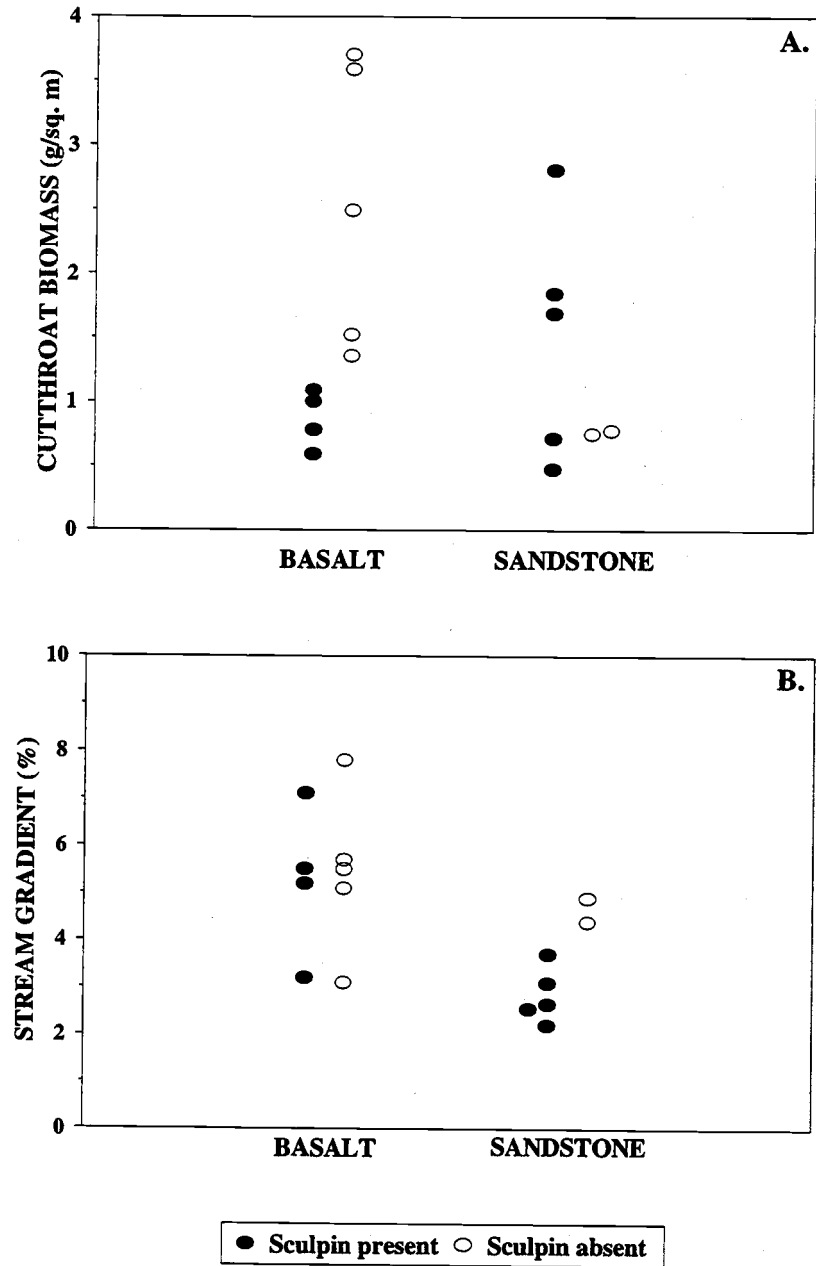 A.
CUTTHROAT BIOMASS (g/sq. m)
4
3
2
1
0
BASALT SANDSTONE
B.
STREAM GRADIENT (%)
10
8
6
4
2
0
BASALT SANDSTONE
Sculpin present Sculpin absent